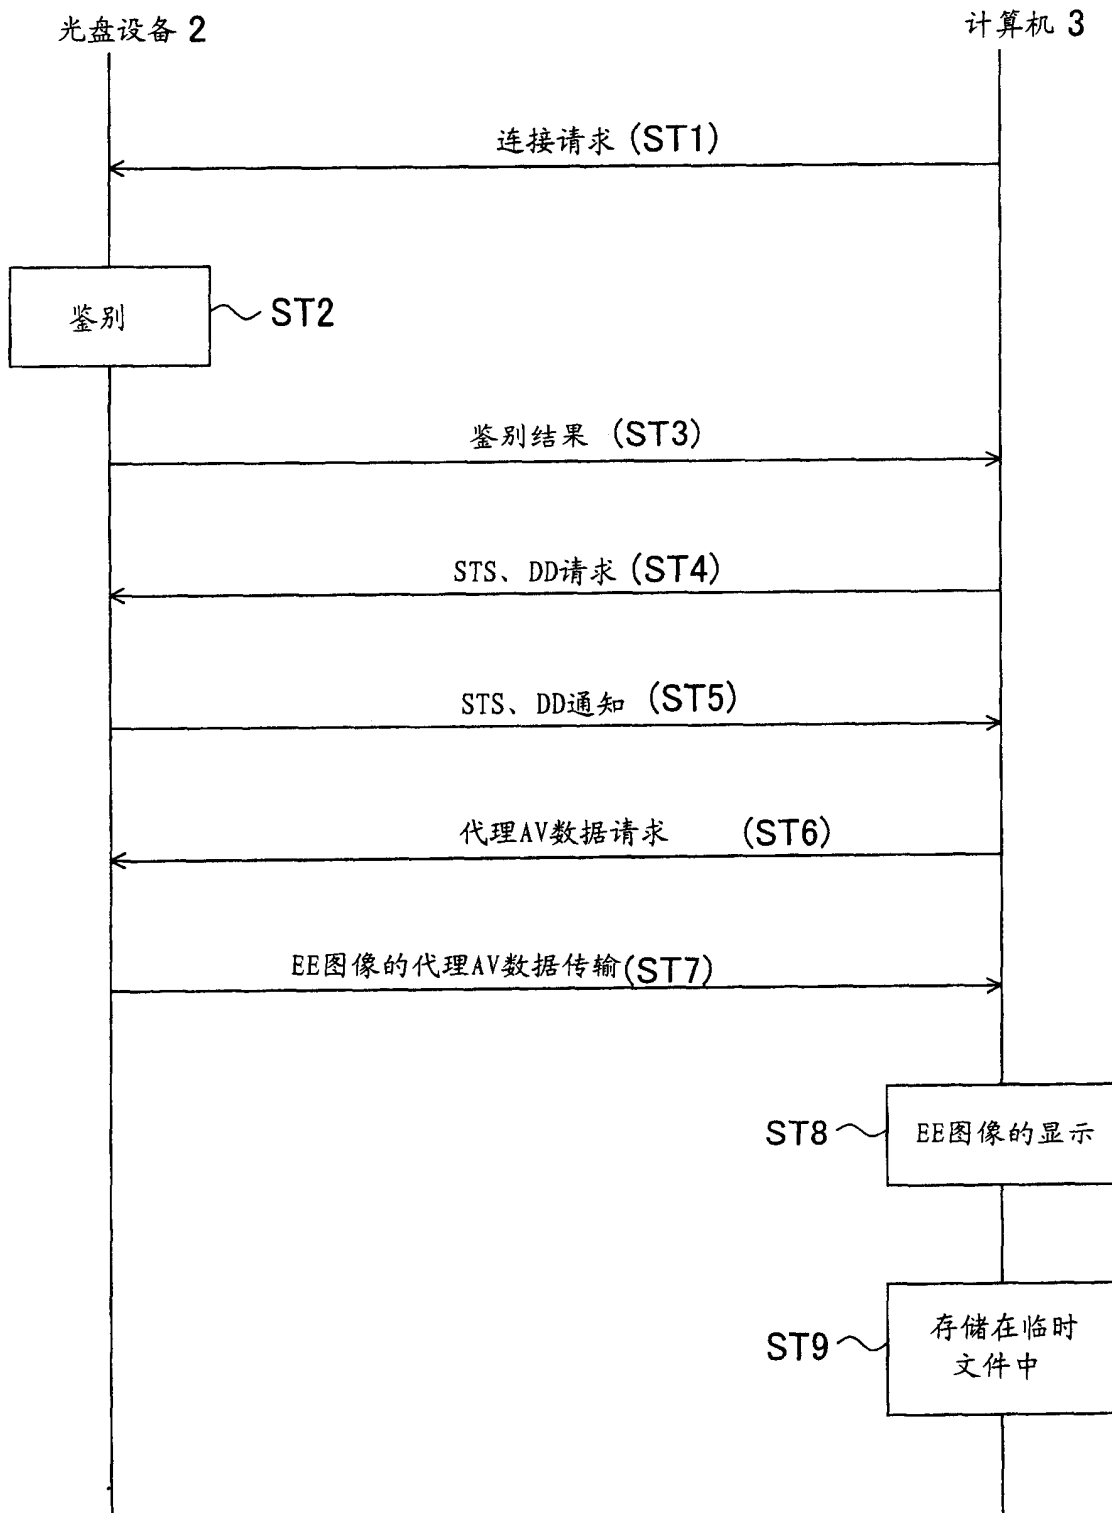 光盘设备 2
计算机 3
连接请求 (ST1)
鉴别
ST2
鉴别结果 (ST3)
STS、DD请求 (ST4)
STS、DD通知 (ST5)
代理AV数据请求 (ST6)
EE图像的代理AV数据传输(ST7)
ST8
EE图像的显示
ST9
存储在临时
文件中